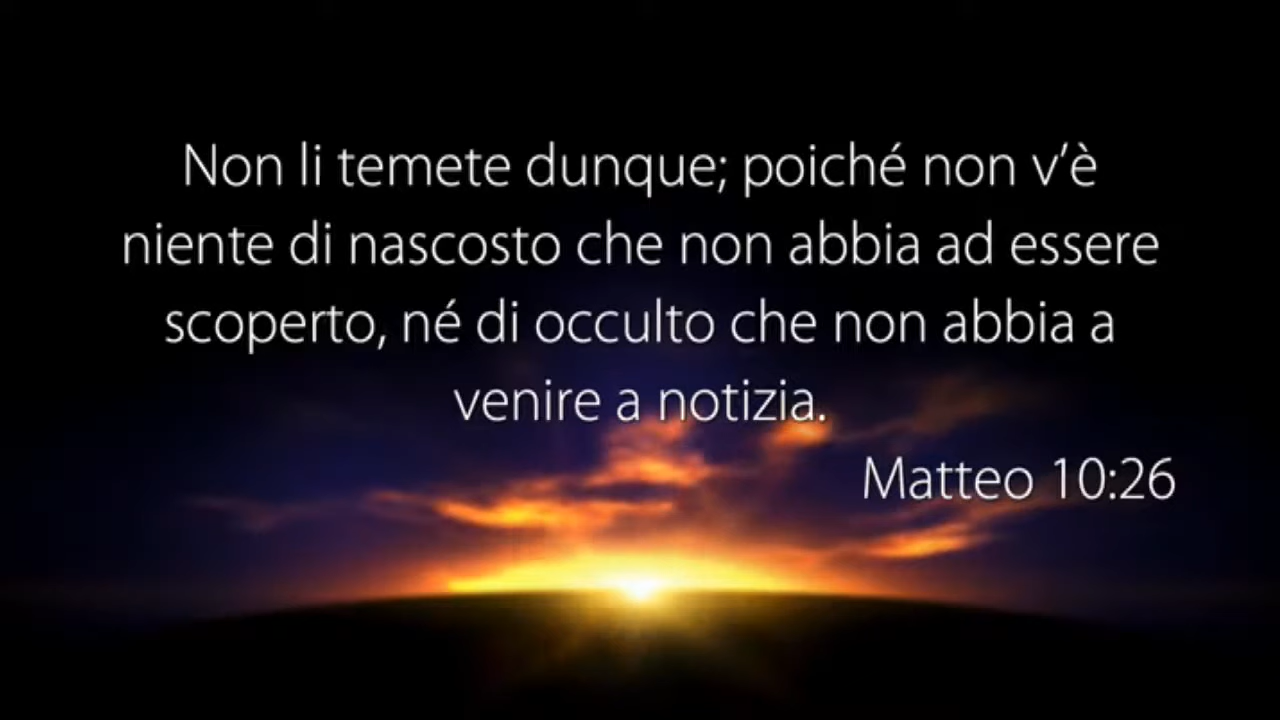 Non li temete dunque; poiché non v’è
niente di nascosto che non abbia ad essere
scoperto, né di occulto che non abbia a
venire a notizia.
Matteo 10:26